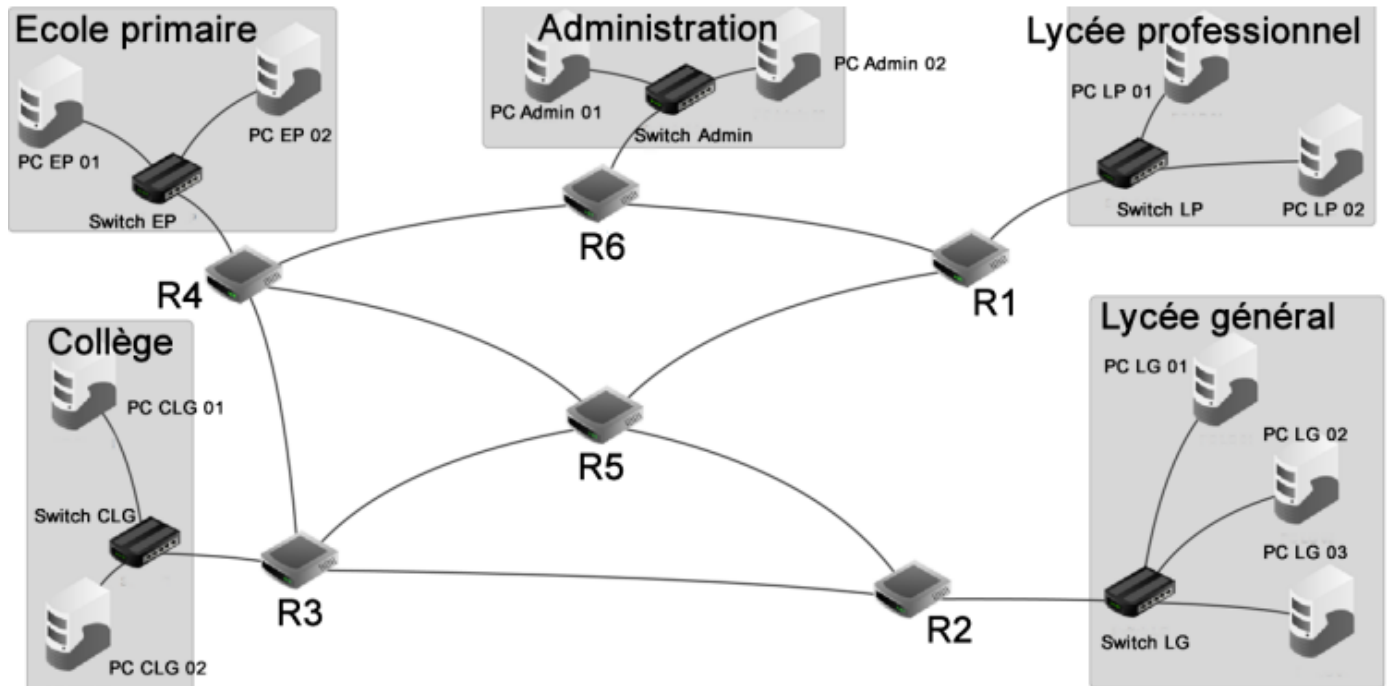 Ecole primaire
PC EP 01
PC EP 02
Switch EP
Administration
PC Admin 01
PC Admin 02
Switch Admin
Lycée professionnel
PC LP 01
Switch LP
PC LP 02
R6
R4
R1
Collège
PC CLG 01
Switch CLG
PC CLG 02
R5
R3
R2
Lycée général
PC LG 01
PC LG 02
PC LG 03
Switch LG